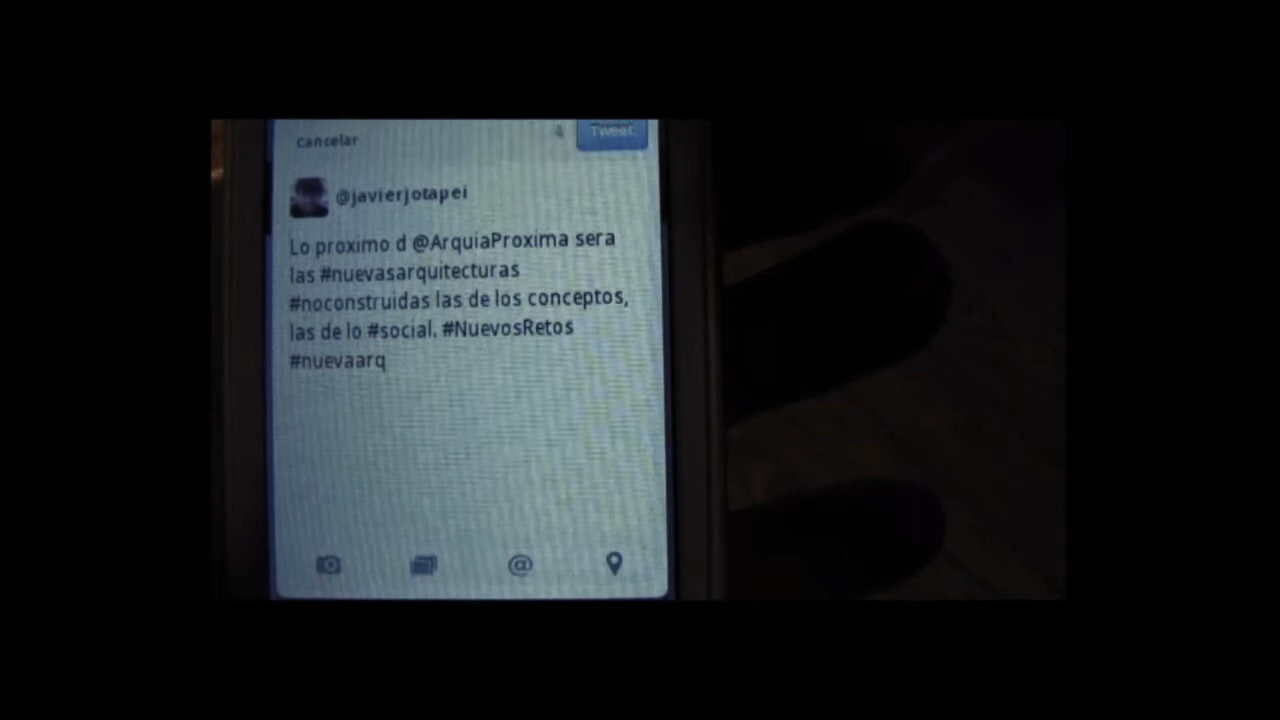 Cancelar 4 Tweet
@javierjotapei
Lo proximo d @ArquiaProxima sera
las #nuevasarquitecturas
#noconstruidas las de los conceptos,
las de lo #social. #NuevosRetos
#nuevaarq
@